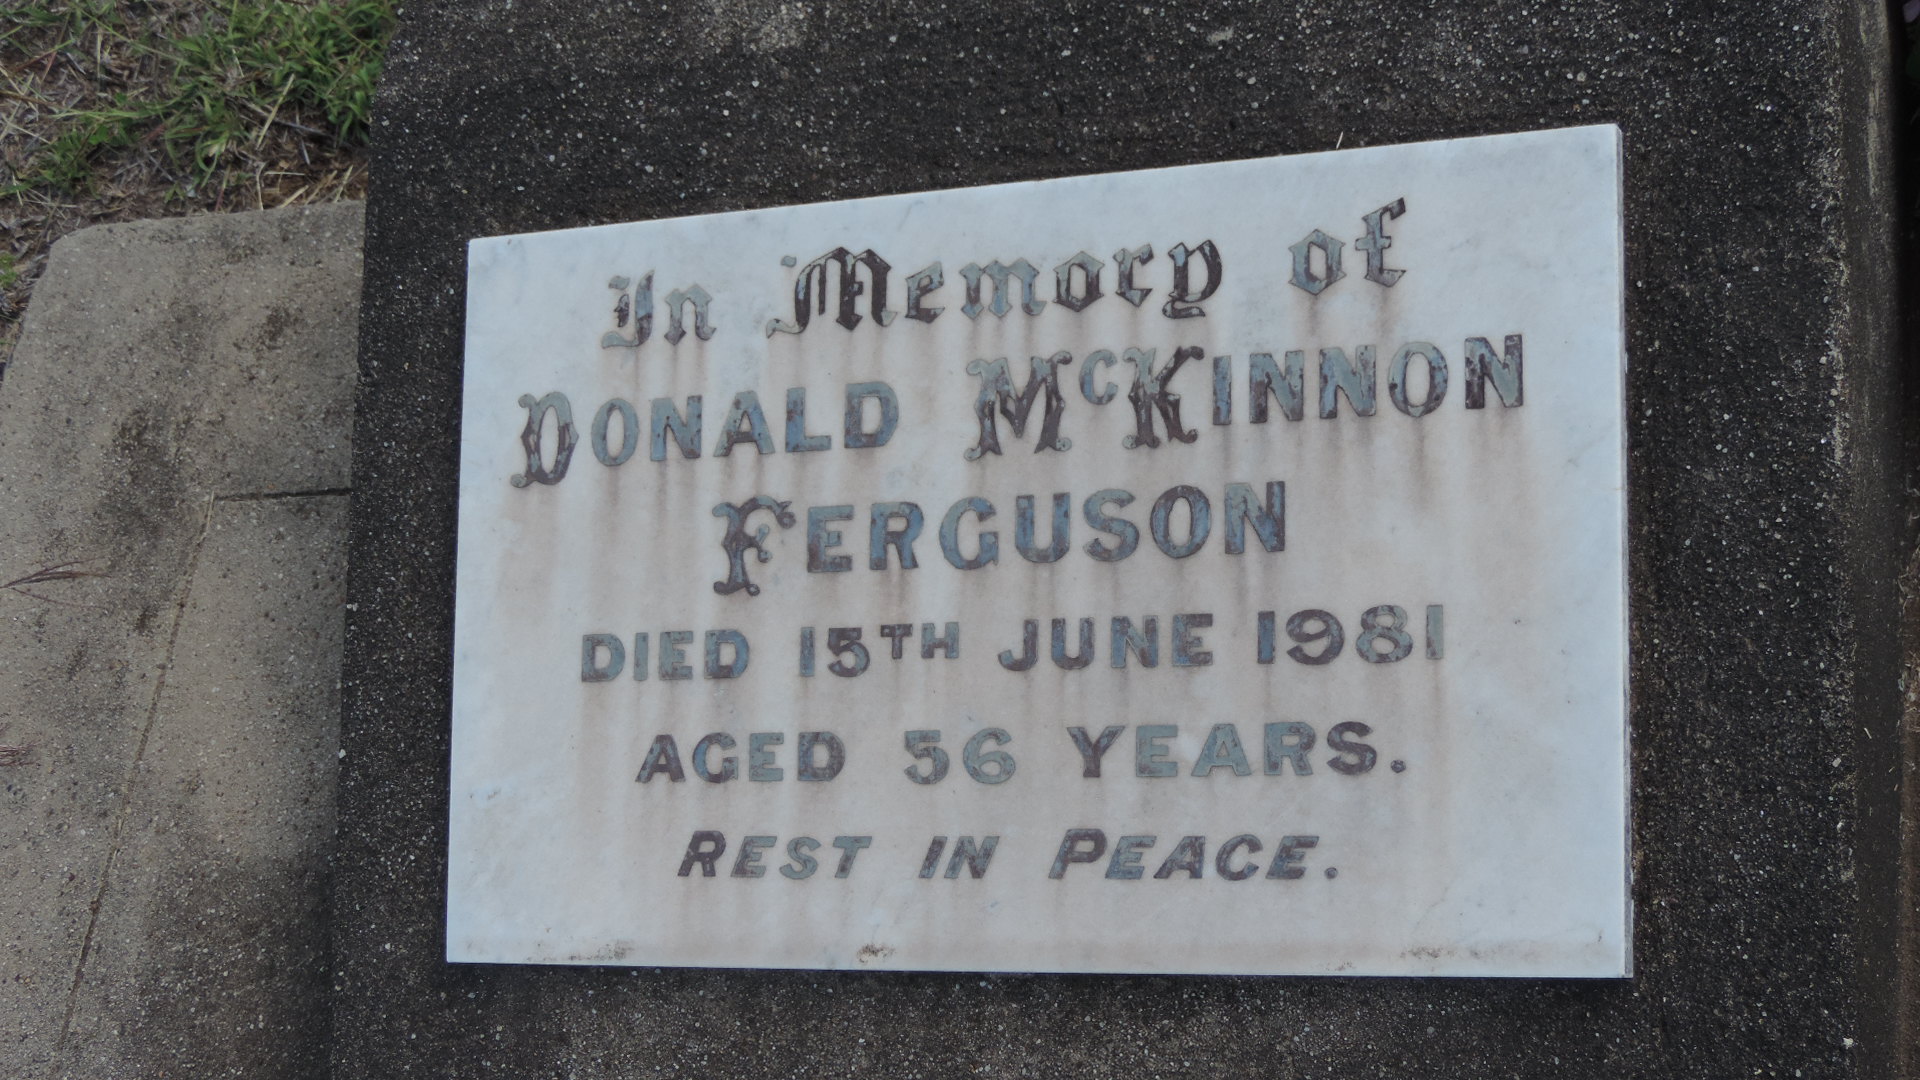 In Memory of
DONALD McKINNON
FERGUSON
DIED 15TH JUNE 1981
AGED 56 YEARS.
REST IN PEACE.